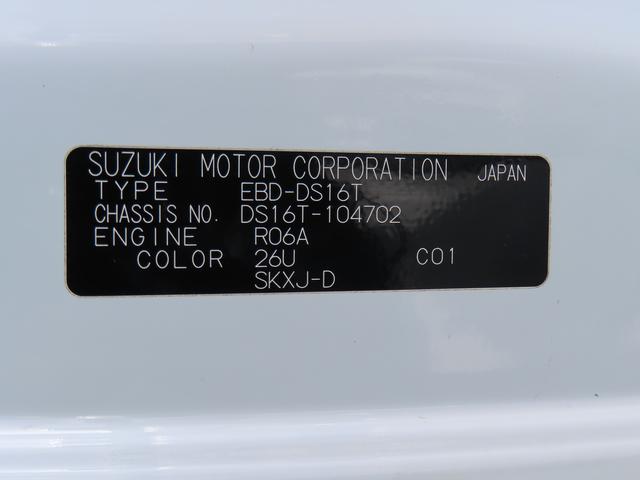 SUZUKI MOTOR CORPORATION JAPAN
TYPE EBD-DS16T
CHASSIS NO. DS16T-104702
ENGINE R06A
COLOR 26U C01
SKXJ-D